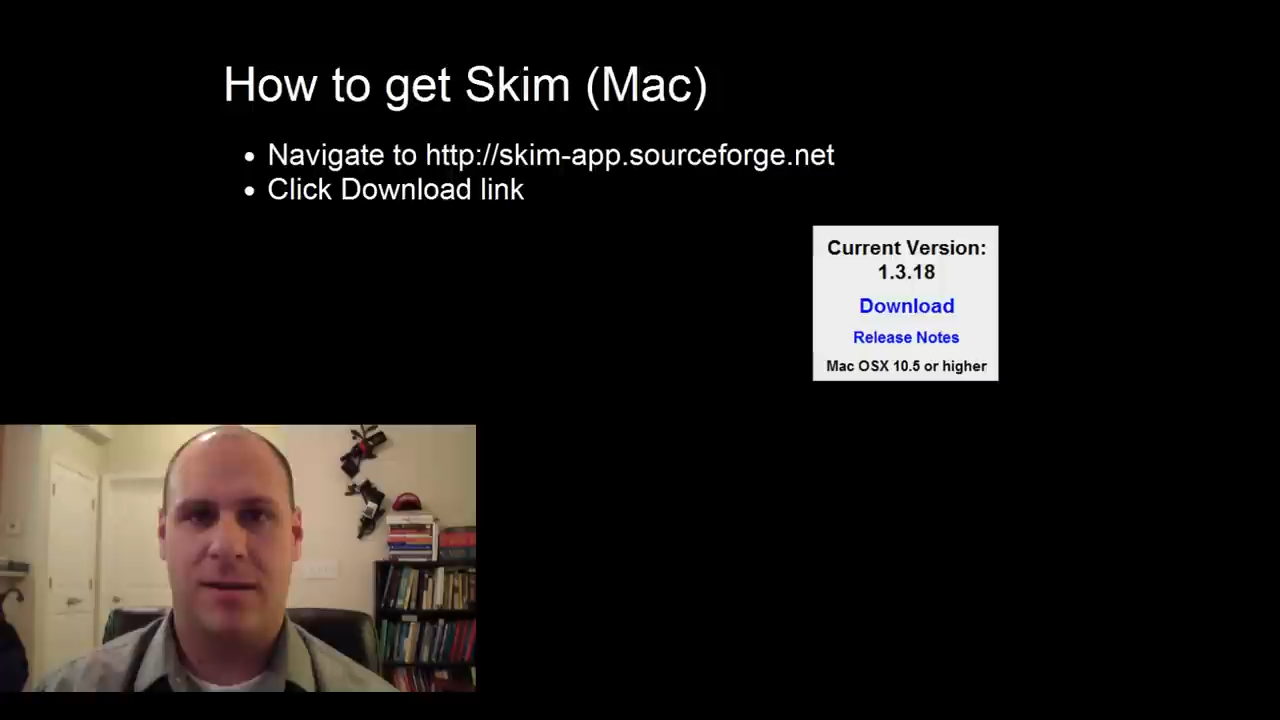 How to get Skim (Mac)
• Navigate to http://skim-app.sourceforge.net
• Click Download link
Current Version:
1.3.18
Download
Release Notes
Mac OSX 10.5 or higher